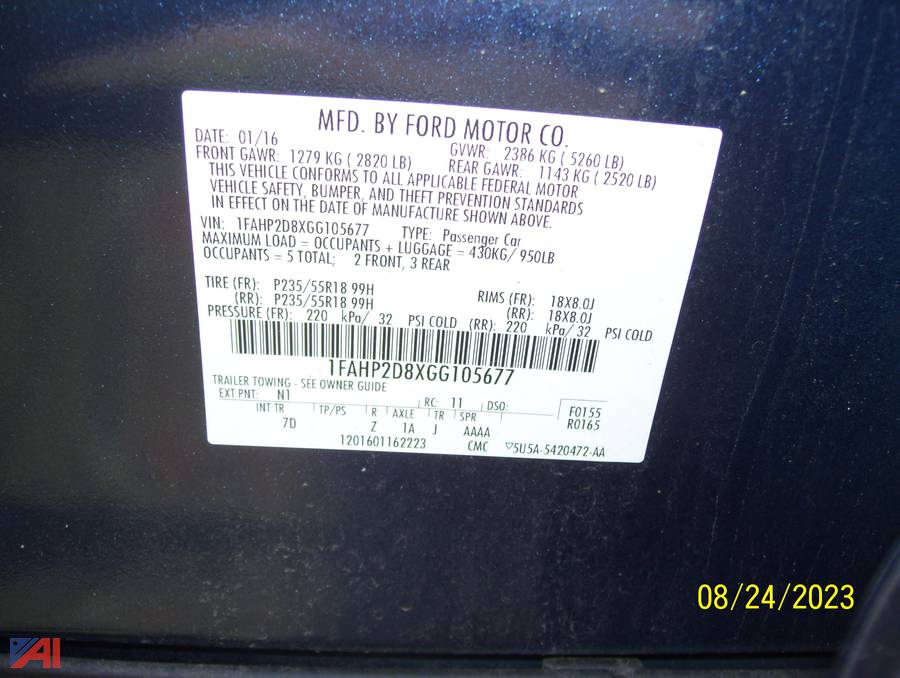 MFD. BY FORD MOTOR CO.
DATE: 01/16 GVWR: 2386 KG ( 5260 LB)
FRONT GAWR: 1279 KG ( 2820 LB) REAR GAWR: 1143 KG ( 2520 LB)
THIS VEHICLE CONFORMS TO ALL APPLICABLE FEDERAL MOTOR
VEHICLE SAFETY, BUMPER, AND THEFT PREVENTION STANDARDS
IN EFFECT ON THE DATE OF MANUFACTURE SHOWN ABOVE.
VIN: 1FAHP2D8XGG105677 TYPE: Passenger Car
MAXIMUM LOAD = OCCUPANTS + LUGGAGE = 430KG/ 950LB
OCCUPANTS = 5 TOTAL; 2 FRONT, 3 REAR
TIRE (FR): P235/55R18 99H RIMS (FR): 18X8.0J
(RR): P235/55R18 99H (RR): 18X8.0J
PRESSURE (FR): 220 kPa/ 32 PSI COLD (RR): 220 kPa/ 32 PSI COLD
1FAHP2D8XGG105677
TRAILER TOWING - SEE OWNER GUIDE
EXT PNT: N1 RC: 11 DSO: F0155
R0165
INT TR TP/PS R AXLE TR SPR
7D Z 1A J AAAA
1201601162223 CMC ▽5U5A-5420472-AA
08/24/2023
AI